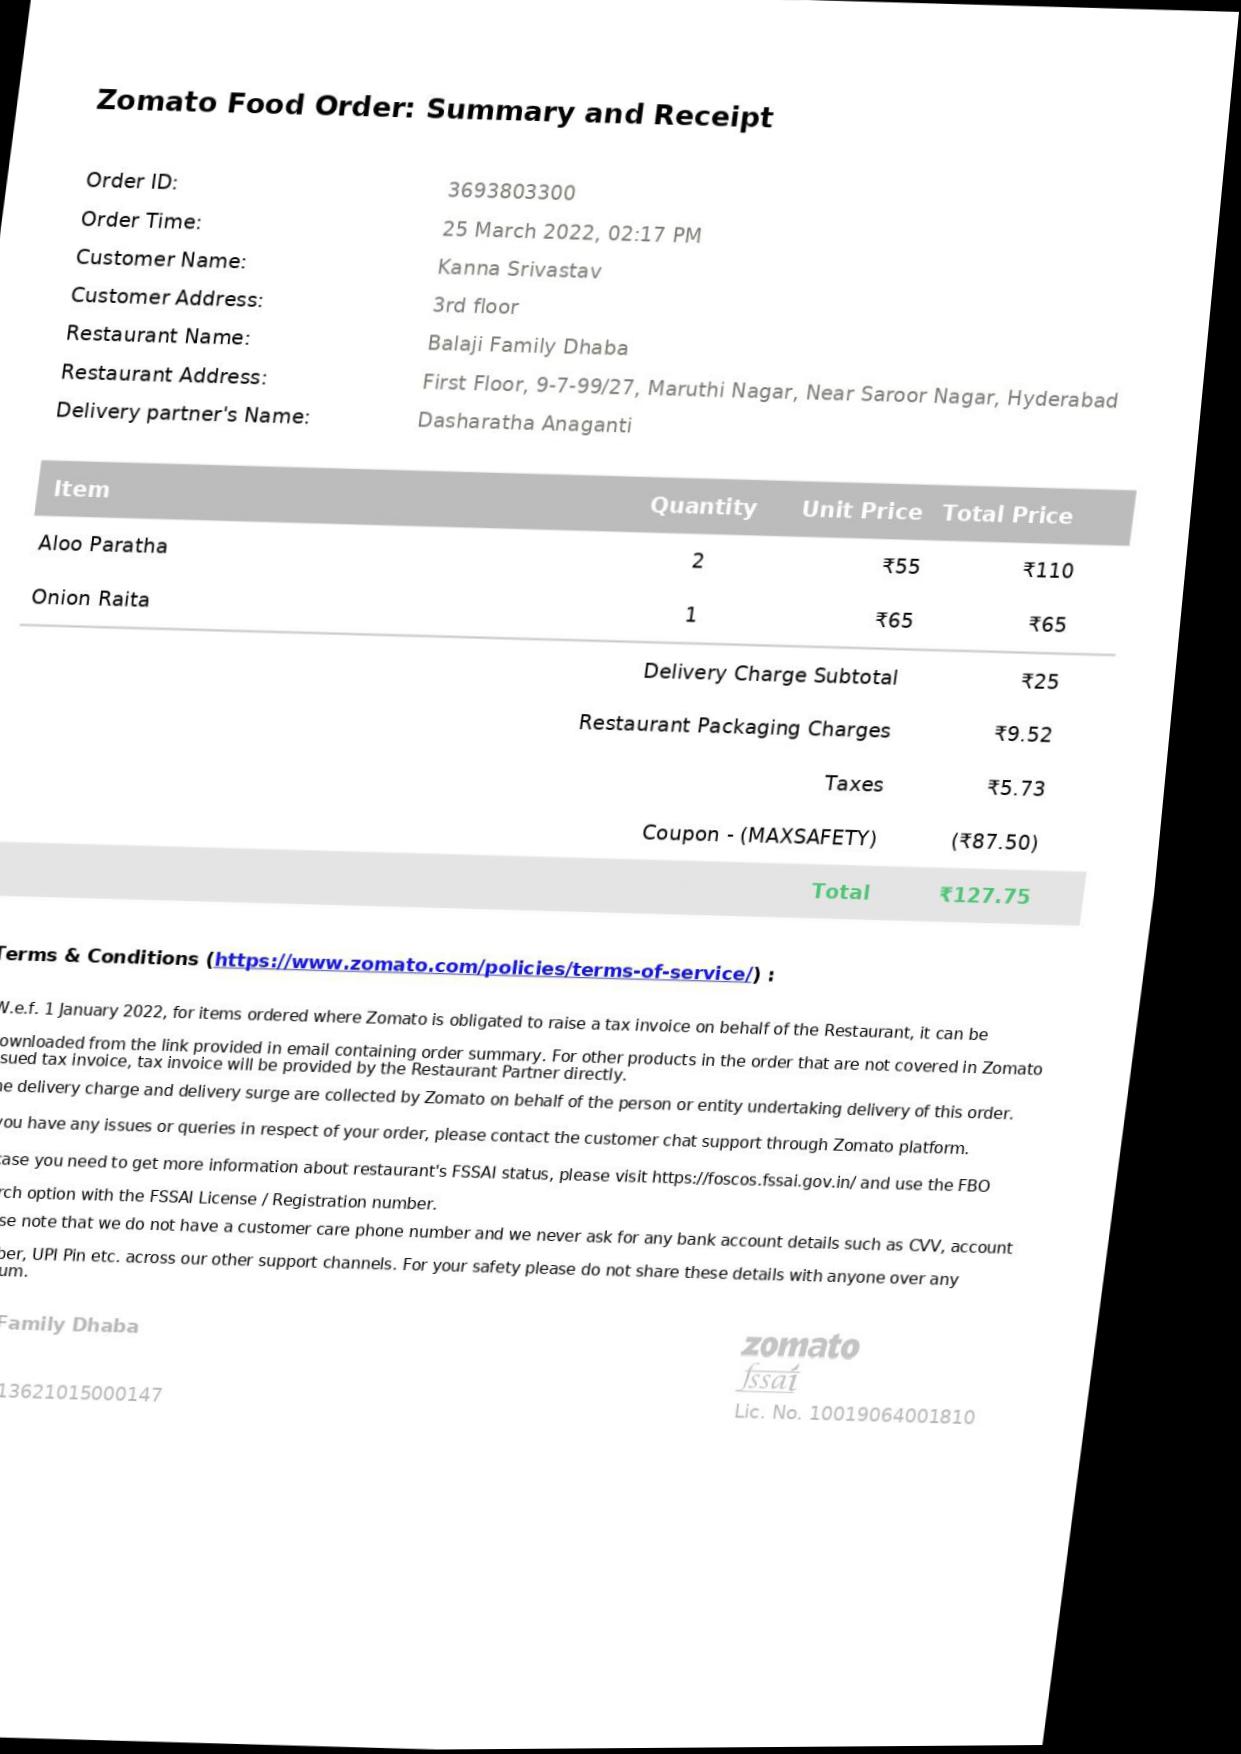 Zomato Food Order: Summary and Receipt
Order ID: 3693803300
Order Time: 25 March 2022, 02:17 PM
Customer Name: Kanna Srivastav
Customer Address: 3rd floor
Restaurant Name: Balaji Family Dhaba
Restaurant Address: First Floor, 9-7-99/27, Maruthi Nagar, Near Saroor Nagar, Hyderabad
Delivery partner's Name: Dasharatha Anaganti
Item Quantity Unit Price Total Price
Aloo Paratha 2 ₹55 ₹110
Onion Raita 1 ₹65 ₹65
Delivery Charge Subtotal ₹25
Restaurant Packaging Charges ₹9.52
Taxes ₹5.73
Coupon - (MAXSAFETY) (₹87.50)
Total ₹127.75
Terms & Conditions (https://www.zomato.com/policies/terms-of-service/) :
W.e.f. 1 January 2022, for items ordered where Zomato is obligated to raise a tax invoice on behalf of the Restaurant, it can be
ownloaded from the link provided in email containing order summary. For other products in the order that are not covered in Zomato
sued tax invoice, tax invoice will be provided by the Restaurant Partner directly.
he delivery charge and delivery surge are collected by Zomato on behalf of the person or entity undertaking delivery of this order.
you have any issues or queries in respect of your order, please contact the customer chat support through Zomato platform.
case you need to get more information about restaurant's FSSAI status, please visit https://foscos.fssai.gov.in/ and use the FBO
rch option with the FSSAI License / Registration number.
se note that we do not have a customer care phone number and we never ask for any bank account details such as CVV, account
ber, UPI Pin etc. across our other support channels. For your safety please do not share these details with anyone over any
um.
Family Dhaba
zomato
fssai
13621015000147
Lic. No. 10019064001810